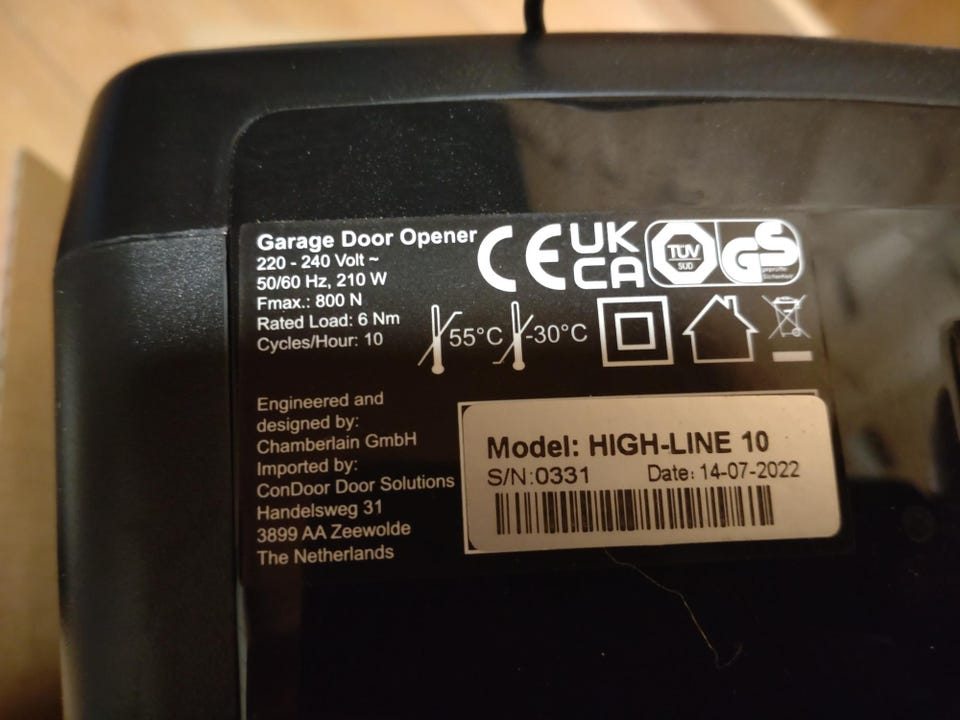 Garage Door Opener
220 - 240 Volt ~
50/60 Hz, 210 W
Fmax.: 800 N
Rated Load: 6 Nm
Cycles/Hour: 10
CE
UK
CA
TÜV
SÜD
GS
geprüfte
Sicherheit
55°C
-30°C
Engineered and
designed by:
Chamberlain GmbH
Imported by:
ConDoor Door Solutions
Handelsweg 31
3899 AA Zeewolde
The Netherlands
Model: HIGH-LINE 10
S/N:0331 Date: 14-07-2022